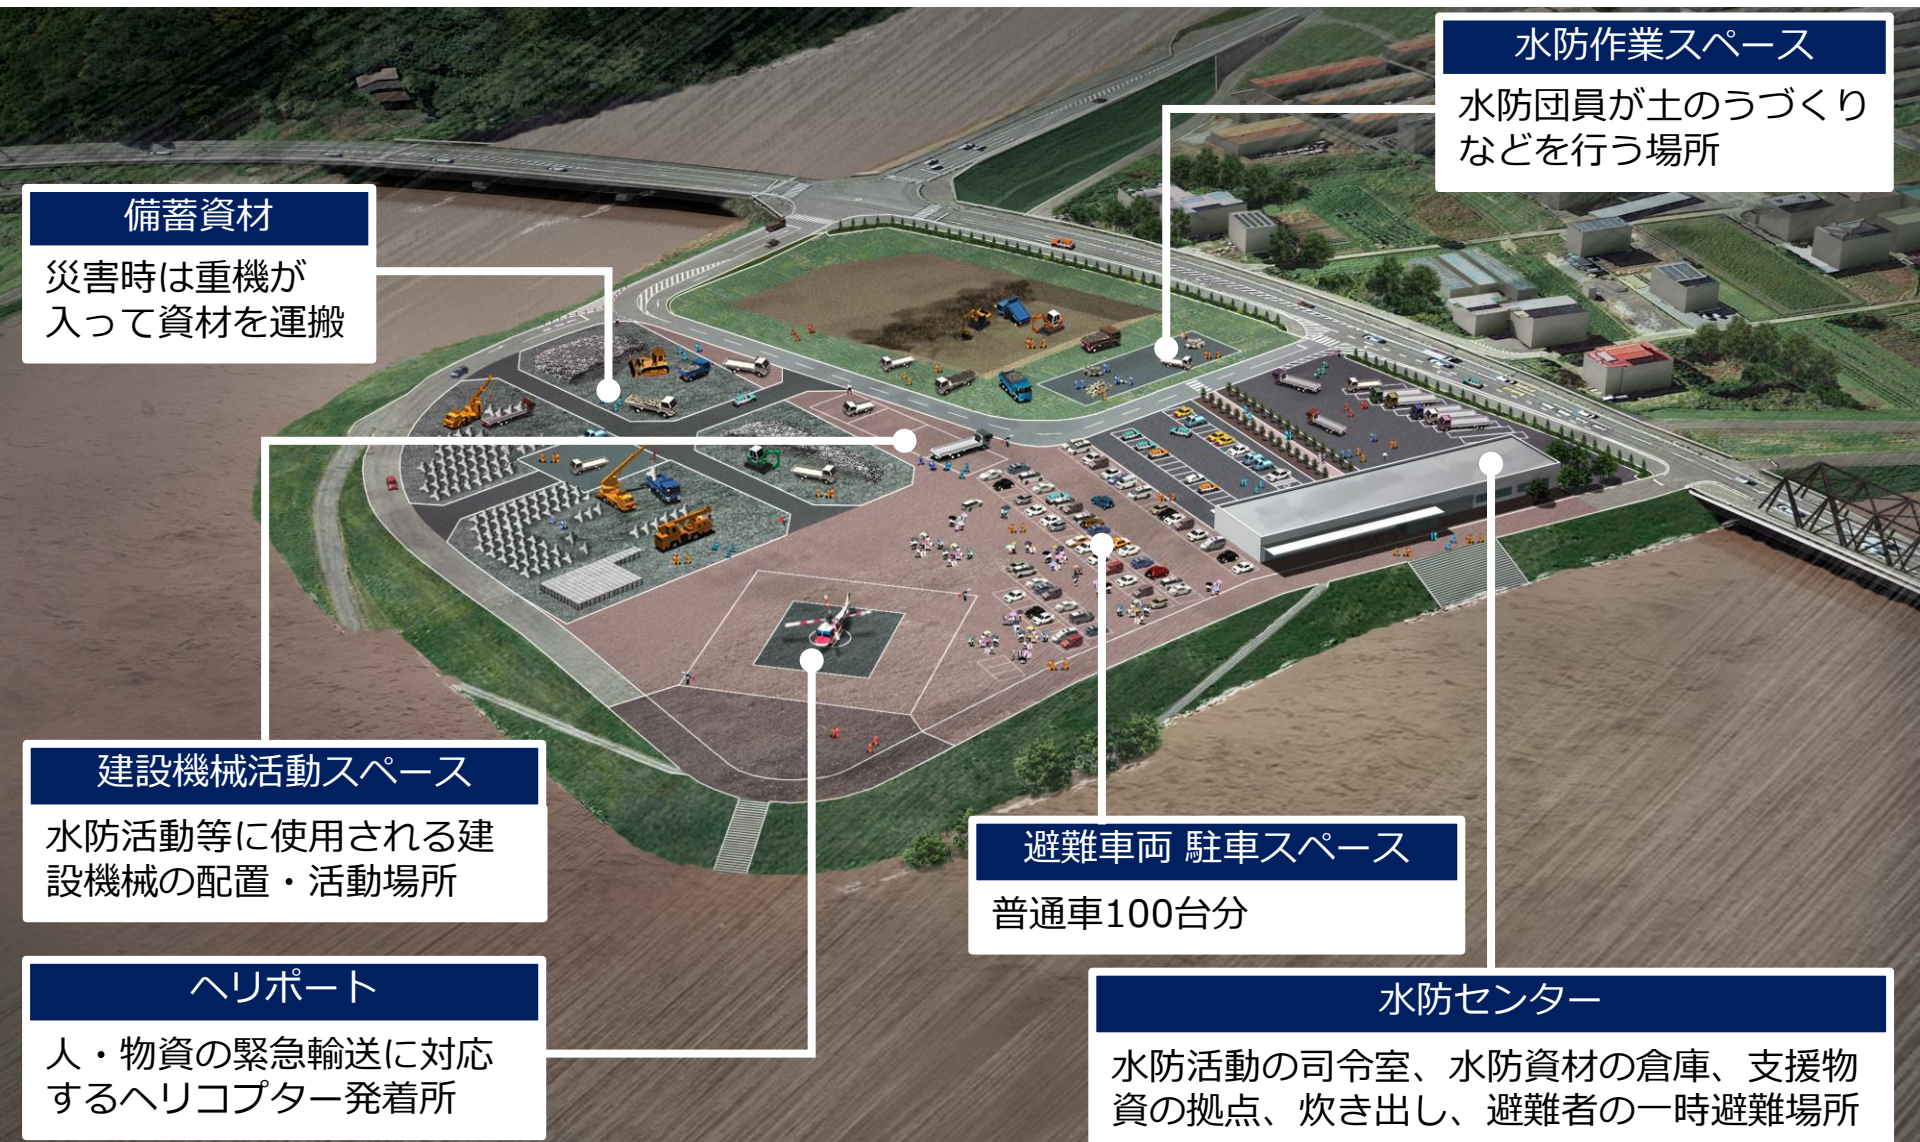 水防作業スペース
水防団員が土のうづくり
などを行う場所
備蓄資材
災害時は重機が
入って資材を運搬
建設機械活動スペース
水防活動等に使用される建
設機械の配置・活動場所
避難車両 駐車スペース
普通車100台分
ヘリポート
人・物資の緊急輸送に対応
するヘリコプター発着所
水防センター
水防活動の司令室、水防資材の倉庫、支援物
資の拠点、炊き出し、避難者の一時避難場所